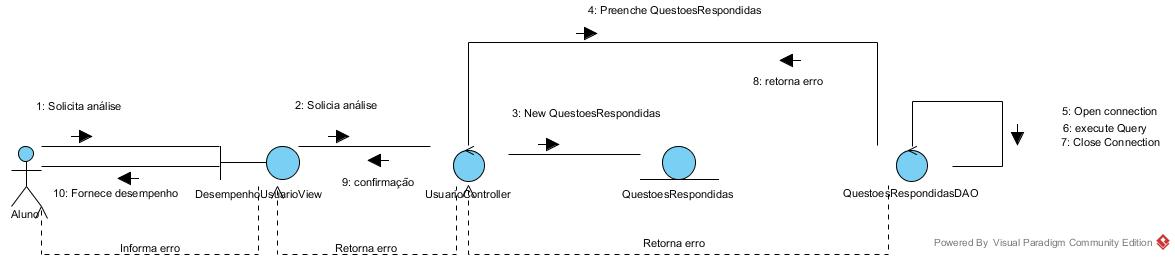 4: Preenche QuestoesRespondidas
8: retorna erro
1: Solicita análise
2: Solicia análise
3: New QuestoesRespondidas
5: Open connection
6: execute Query
7: Close Connection
9: confirmação
10: Fornece desempenho
DesempenhoUsuarioView
UsuarioController
QuestoesRespondidas
QuestoesRespondidasDAO
Aluno
Informa erro
Retorna erro
Retorna erro
Powered By Visual Paradigm Community Edition